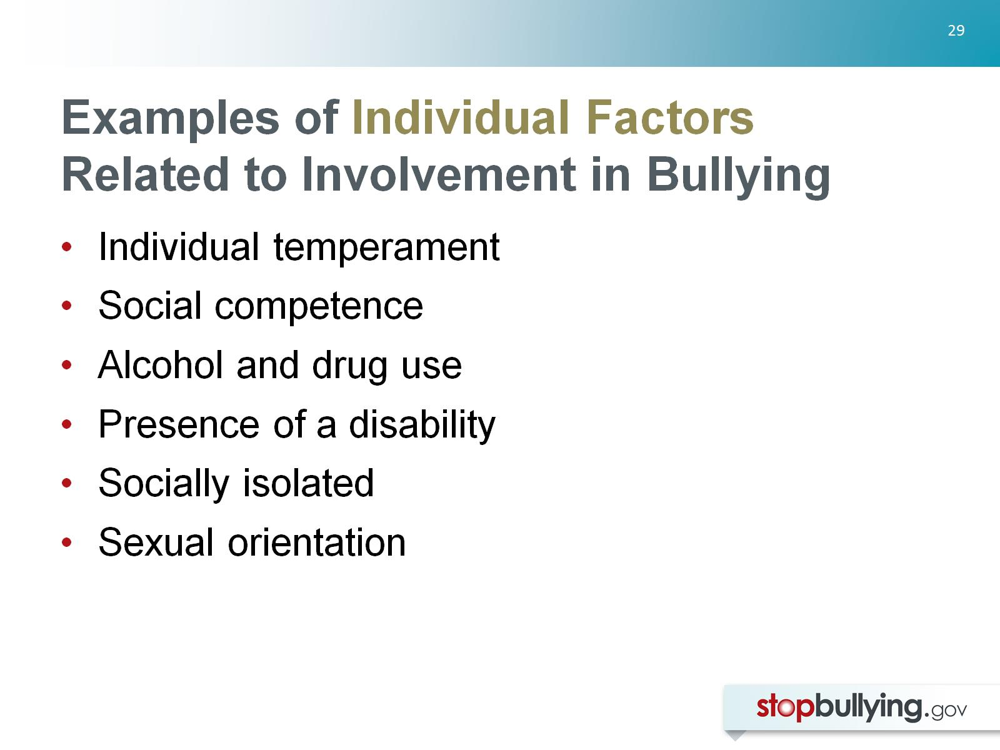 29
Examples of Individual Factors
Related to Involvement in Bullying
• Individual temperament
• Social competence
• Alcohol and drug use
• Presence of a disability
• Socially isolated
• Sexual orientation
stopbullying.gov